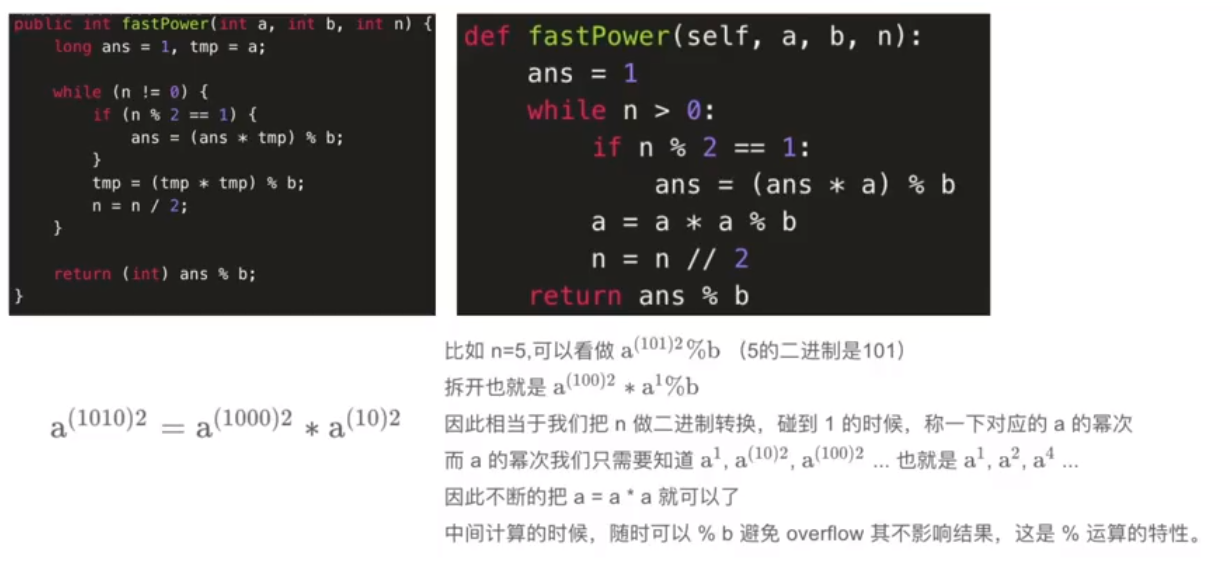 public int fastPower(int a, int b, int n) {
    long ans = 1, tmp = a;
    while (n != 0) {
        if (n % 2 == 1) {
            ans = (ans * tmp) % b;
        }
        tmp = (tmp * tmp) % b;
        n = n / 2;
    }
    return (int) ans % b;
}
def fastPower(self, a, b, n):
    ans = 1
    while n > 0:
        if n % 2 == 1:
            ans = (ans * a) % b
        a = a * a % b
        n = n // 2
    return ans % b
a^(1010)2 = a^(1000)2 * a^(10)2
比如 n=5,可以看做 a^(101)2%b （5的二进制是101）
拆开也就是 a^(100)2 * a^1%b
因此相当于我们把 n 做二进制转换，碰到 1 的时候，称一下对应的 a 的幂次
而 a 的幂次我们只需要知道 a^1, a^(10)2, a^(100)2 ... 也就是 a^1, a^2, a^4 ...
因此不断的把 a = a * a 就可以了
中间计算的时候，随时可以 % b 避免 overflow 其不影响结果，这是 % 运算的特性。